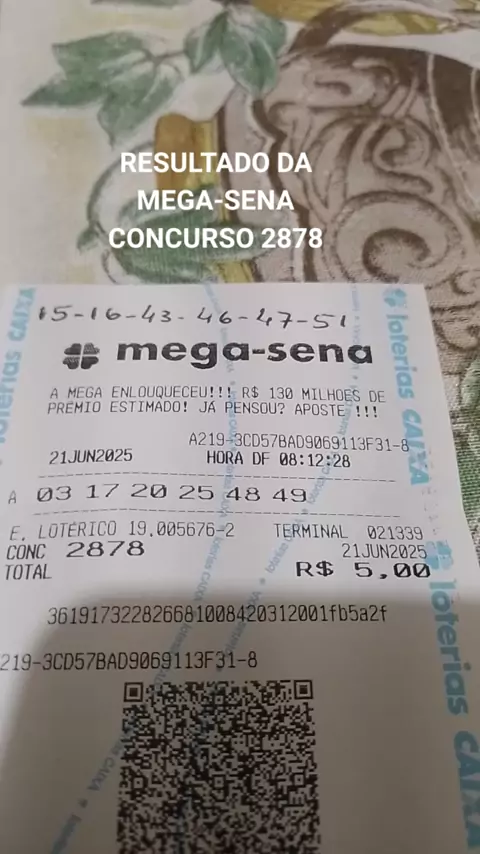 RESULTADO DA
MEGA-SENA
CONCURSO 2878
15-16-43-46-47-51
mega-sena
A MEGA ENLOUQUECEU!!! R$ 130 MILHOES DE
PRÊMIO ESTIMADO! JÁ PENSOU? APOSTE !!!
A219-3CD57BAD9069113F31-8
21JUN2025 HORA DF 08:12:28
A 03 17 20 25 48 49
E. LOTÉRICO 19.005676-2 TERMINAL 021339
CONC 2878 21JUN2025
TOTAL R$ 5,00
361917322826681008420312001fb5a2f
219-3CD57BAD9069113F31-8
loterias CAIXA
loterias CAIXA
loterias CAIXA